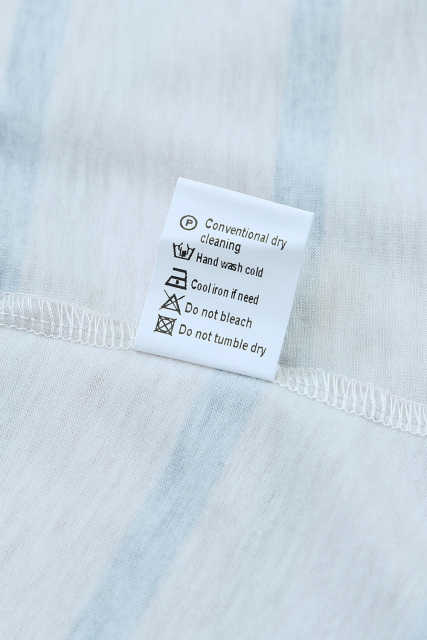 P Conventional dry
cleaning
Hand wash cold
Cool iron if need
Do not bleach
Do not tumble dry